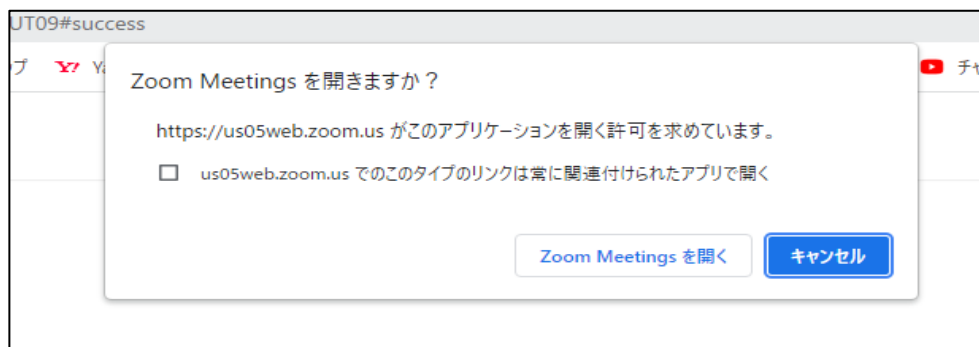 UT09#success
プ Y! Ya チャ
Zoom Meetings を開きますか？
https://us05web.zoom.us がこのアプリケーションを開く許可を求めています。
us05web.zoom.us でのこのタイプのリンクは常に関連付けられたアプリで開く
Zoom Meetings を開く キャンセル